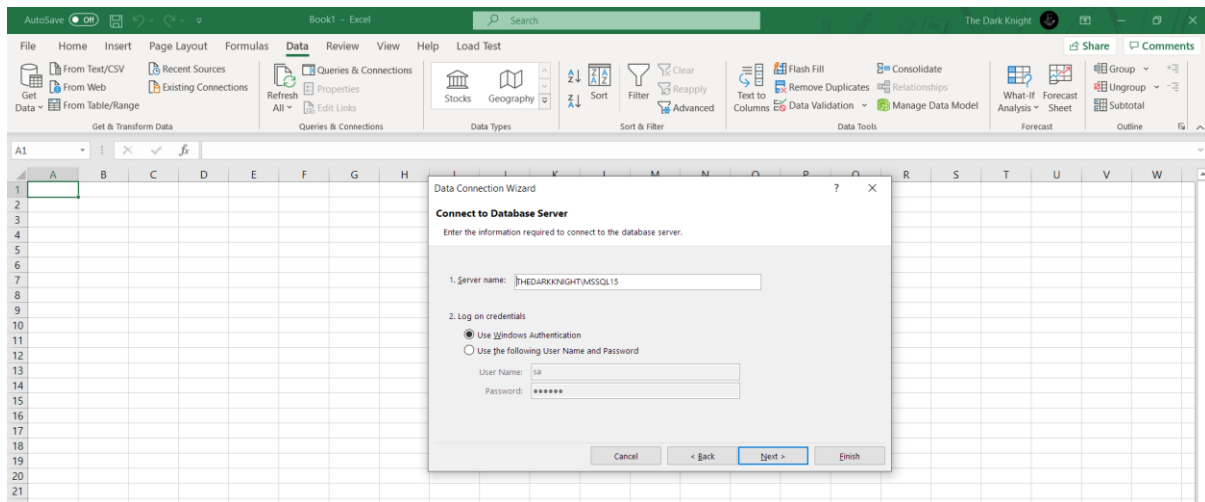 AutoSave Off Book1 - Excel Search The Dark Knight
File Home Insert Page Layout Formulas Data Review View Help Load Test Share Comments
Get Data
From Text/CSV
From Web
From Table/Range
Recent Sources
Existing Connections
Get & Transform Data
Refresh All
Queries & Connections
Properties
Edit Links
Queries & Connections
Stocks Geography
Data Types
Sort
Filter
Clear
Reapply
Advanced
Sort & Filter
Text to Columns
Flash Fill
Remove Duplicates
Data Validation
Consolidate
Relationships
Manage Data Model
Data Tools
What-If Analysis
Forecast Sheet
Forecast
Group
Ungroup
Subtotal
Outline
A1 fx
A B C D E F G H I J K L M N O P Q R S T U V W
1
2
3
4
5
6
7
8
9
10
11
12
13
14
15
16
17
18
19
20
21
Data Connection Wizard ?
Connect to Database Server
Enter the information required to connect to the database server.
1. Server name: THEDARKKNIGHT\MSSQL15
2. Log on credentials
Use Windows Authentication
Use the following User Name and Password
User Name: sa
Password: ●●●●●●
Cancel < Back Next > Finish